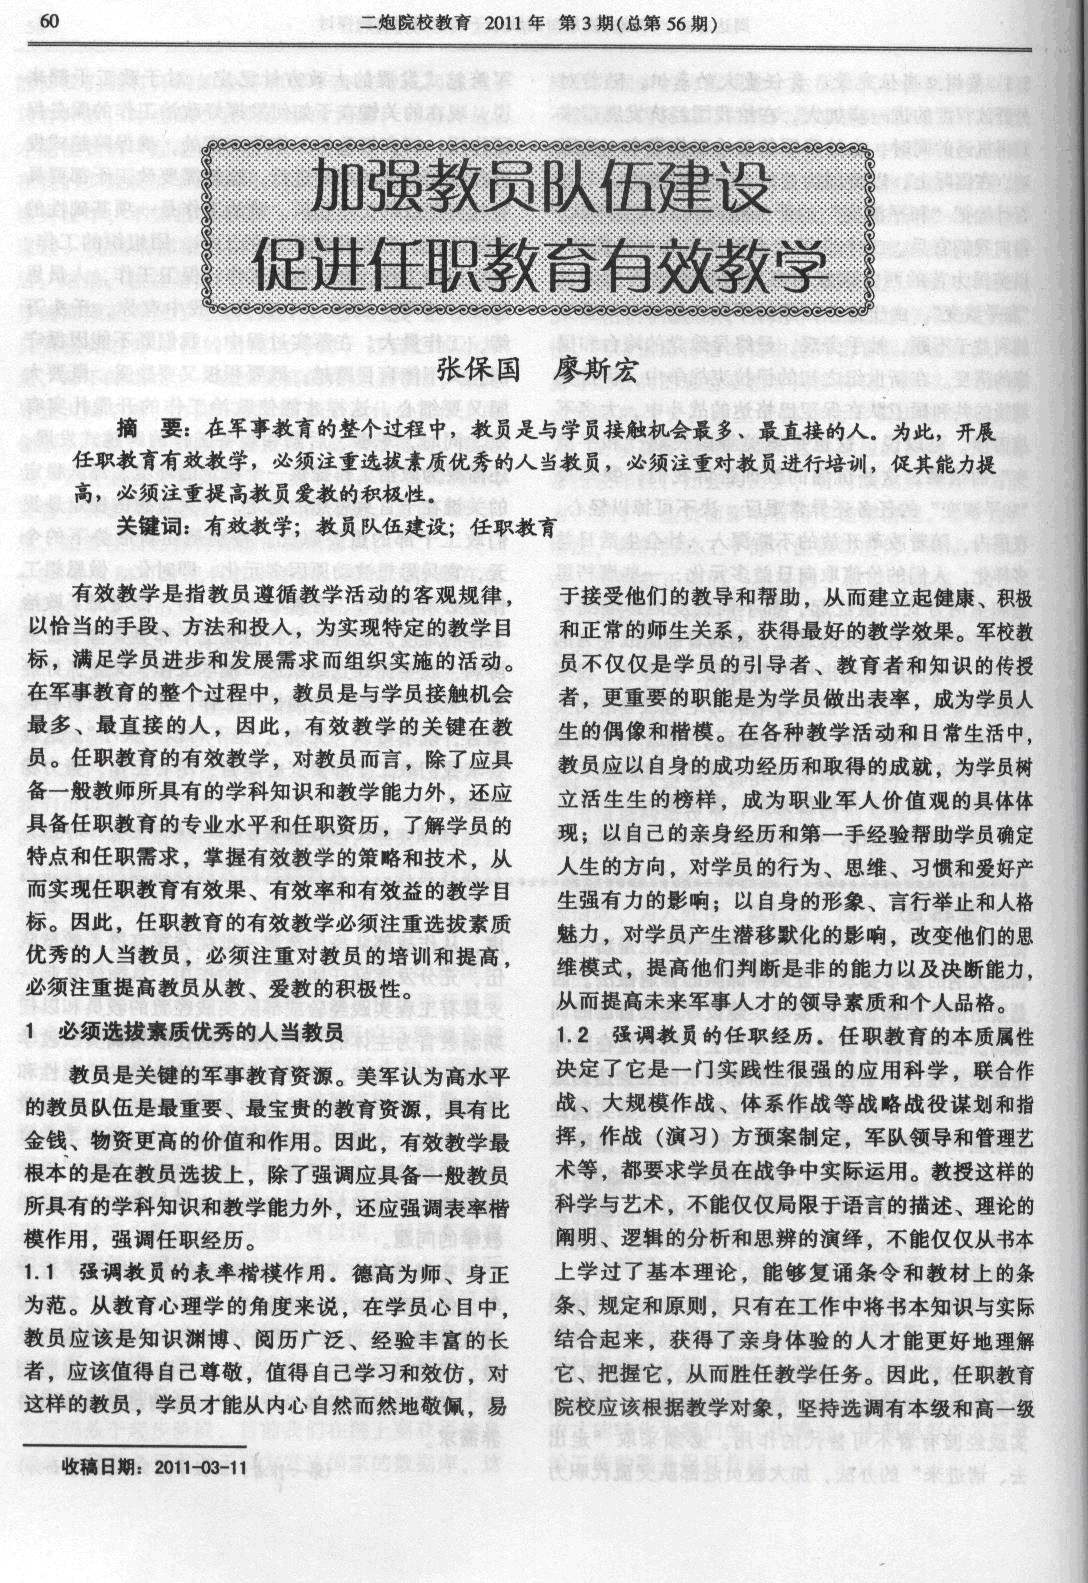 60
二炮院校教育 2011年 第3期(总第56期)
加强教员队伍建设
促进任职教育有效教学
张保国 廖斯宏
摘 要：在军事教育的整个过程中，教员是与学员接触机会最多、最直接的人。为此，开展
任职教育有效教学，必须注重选拔素质优秀的人当教员，必须注重对教员进行培训，促其能力提
高，必须注重提高教员爱教的积极性。
关键词：有效教学；教员队伍建设；任职教育
有效教学是指教员遵循教学活动的客观规律，
以恰当的手段、方法和投入，为实现特定的教学目
标，满足学员进步和发展需求而组织实施的活动。
在军事教育的整个过程中，教员是与学员接触机会
最多、最直接的人，因此，有效教学的关键在教
员。任职教育的有效教学，对教员而言，除了应具
备一般教师所具有的学科知识和教学能力外，还应
具备任职教育的专业水平和任职资历，了解学员的
特点和任职需求，掌握有效教学的策略和技术，从
而实现任职教育有效果、有效率和有效益的教学目
标。因此，任职教育的有效教学必须注重选拔素质
优秀的人当教员，必须注重对教员的培训和提高，
必须注重提高教员从教、爱教的积极性。
1 必须选拔素质优秀的人当教员
教员是关键的军事教育资源。美军认为高水平
的教员队伍是最重要、最宝贵的教育资源，具有比
金钱、物资更高的价值和作用。因此，有效教学最
根本的是在教员选拔上，除了强调应具备一般教员
所具有的学科知识和教学能力外，还应强调表率楷
模作用，强调任职经历。
1.1 强调教员的表率楷模作用。德高为师、身正
为范。从教育心理学的角度来说，在学员心目中，
教员应该是知识渊博、阅历广泛、经验丰富的长
者，应该值得自己尊敬，值得自己学习和效仿，对
这样的教员，学员才能从内心自然而然地敬佩，易
收稿日期：2011-03-11
于接受他们的教导和帮助，从而建立起健康、积极
和正常的师生关系，获得最好的教学效果。军校教
员不仅仅是学员的引导者、教育者和知识的传授
者，更重要的职能是为学员做出表率，成为学员人
生的偶像和楷模。在各种教学活动和日常生活中，
教员应以自身的成功经历和取得的成就，为学员树
立活生生的榜样，成为职业军人价值观的具体体
现；以自己的亲身经历和第一手经验帮助学员确定
人生的方向，对学员的行为、思维、习惯和爱好产
生强有力的影响；以自身的形象、言行举止和人格
魅力，对学员产生潜移默化的影响，改变他们的思
维模式，提高他们判断是非的能力以及决断能力，
从而提高未来军事人才的领导素质和个人品格。
1.2 强调教员的任职经历。任职教育的本质属性
决定了它是一门实践性很强的应用科学，联合作
战、大规模作战、体系作战等战略战役谋划和指
挥，作战（演习）方预案制定，军队领导和管理艺
术等，都要求学员在战争中实际运用。教授这样的
科学与艺术，不能仅仅局限于语言的描述、理论的
阐明、逻辑的分析和思辨的演绎，不能仅仅从书本
上学过了基本理论，能够复诵条令和教材上的条
条、规定和原则，只有在工作中将书本知识与实际
结合起来，获得了亲身体验的人才能更好地理解
它、把握它，从而胜任教学任务。因此，任职教育
院校应该根据教学对象，坚持选调有本级和高一级